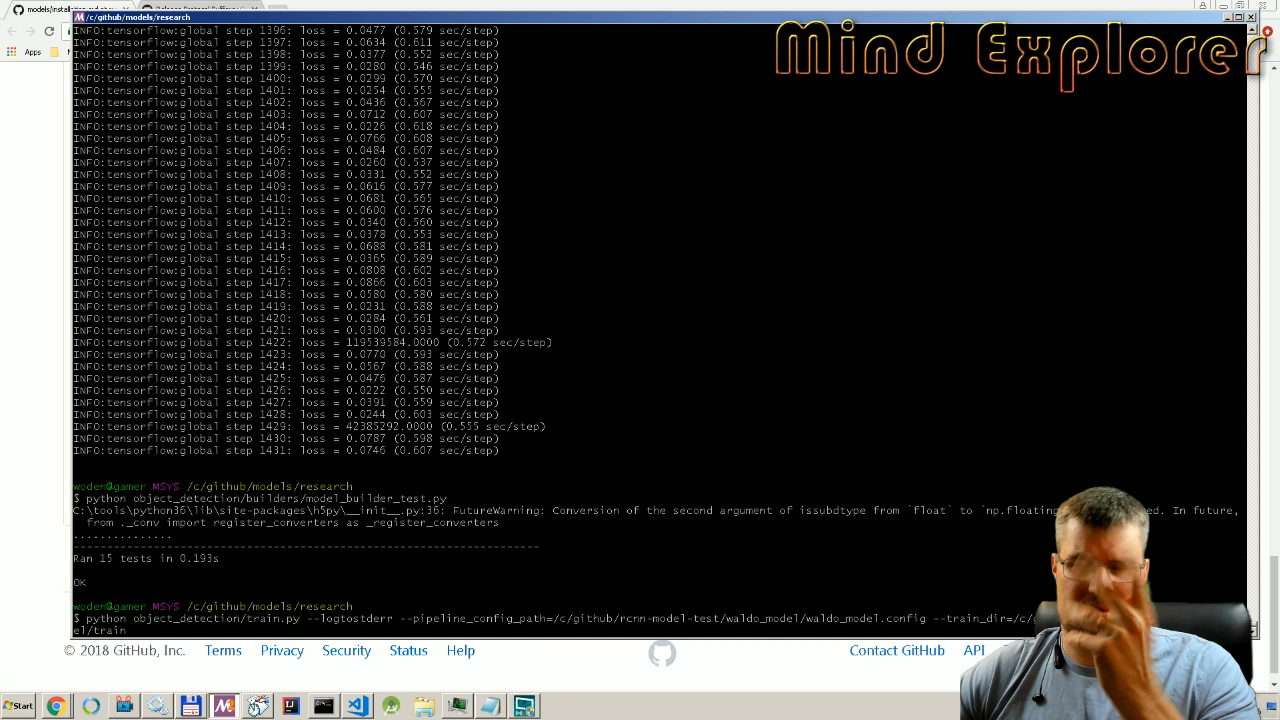 models/installation.md at
/c/github/models/research
Mind Explorer
Apps
INFO:tensorflow:global step 1396: loss = 0.0477 (0.579 sec/step)
INFO:tensorflow:global step 1397: loss = 0.0634 (0.611 sec/step)
INFO:tensorflow:global step 1398: loss = 0.0377 (0.552 sec/step)
INFO:tensorflow:global step 1399: loss = 0.0280 (0.546 sec/step)
INFO:tensorflow:global step 1400: loss = 0.0299 (0.570 sec/step)
INFO:tensorflow:global step 1401: loss = 0.0254 (0.555 sec/step)
INFO:tensorflow:global step 1402: loss = 0.0436 (0.567 sec/step)
INFO:tensorflow:global step 1403: loss = 0.0712 (0.607 sec/step)
INFO:tensorflow:global step 1404: loss = 0.0226 (0.618 sec/step)
INFO:tensorflow:global step 1405: loss = 0.0766 (0.608 sec/step)
INFO:tensorflow:global step 1406: loss = 0.0484 (0.607 sec/step)
INFO:tensorflow:global step 1407: loss = 0.0260 (0.537 sec/step)
INFO:tensorflow:global step 1408: loss = 0.0331 (0.552 sec/step)
INFO:tensorflow:global step 1409: loss = 0.0616 (0.577 sec/step)
INFO:tensorflow:global step 1410: loss = 0.0681 (0.565 sec/step)
INFO:tensorflow:global step 1411: loss = 0.0600 (0.576 sec/step)
INFO:tensorflow:global step 1412: loss = 0.0340 (0.560 sec/step)
INFO:tensorflow:global step 1413: loss = 0.0378 (0.553 sec/step)
INFO:tensorflow:global step 1414: loss = 0.0688 (0.581 sec/step)
INFO:tensorflow:global step 1415: loss = 0.0365 (0.589 sec/step)
INFO:tensorflow:global step 1416: loss = 0.0808 (0.602 sec/step)
INFO:tensorflow:global step 1417: loss = 0.0866 (0.603 sec/step)
INFO:tensorflow:global step 1418: loss = 0.0580 (0.580 sec/step)
INFO:tensorflow:global step 1419: loss = 0.0231 (0.588 sec/step)
INFO:tensorflow:global step 1420: loss = 0.0284 (0.561 sec/step)
INFO:tensorflow:global step 1421: loss = 0.0300 (0.593 sec/step)
INFO:tensorflow:global step 1422: loss = 119539584.0000 (0.572 sec/step)
INFO:tensorflow:global step 1423: loss = 0.0770 (0.593 sec/step)
INFO:tensorflow:global step 1424: loss = 0.0567 (0.588 sec/step)
INFO:tensorflow:global step 1425: loss = 0.0476 (0.587 sec/step)
INFO:tensorflow:global step 1426: loss = 0.0222 (0.550 sec/step)
INFO:tensorflow:global step 1427: loss = 0.0391 (0.559 sec/step)
INFO:tensorflow:global step 1428: loss = 0.0244 (0.603 sec/step)
INFO:tensorflow:global step 1429: loss = 42385292.0000 (0.555 sec/step)
INFO:tensorflow:global step 1430: loss = 0.0787 (0.598 sec/step)
INFO:tensorflow:global step 1431: loss = 0.0746 (0.607 sec/step)
woden@gamer MSYS /c/github/models/research
$ python object_detection/builders/model_builder_test.py
C:\tools\python36\lib\site-packages\h5py\__init__.py:36: FutureWarning: Conversion of the second argument of issubdtype from `float` to `np.floating ed. In future,
from ._conv import register_converters as _register_converters
...............
----------------------------------------------------------------------
Ran 15 tests in 0.193s
OK
woden@gamer MSYS /c/github/models/research
$ python object_detection/train.py --logtostderr --pipeline_config_path=/c/github/rcnn-model-test/waldo_model/waldo_model.config --train_dir=/c/g
el/train
© 2018 GitHub, Inc. Terms Privacy Security Status Help Contact GitHub API
Start